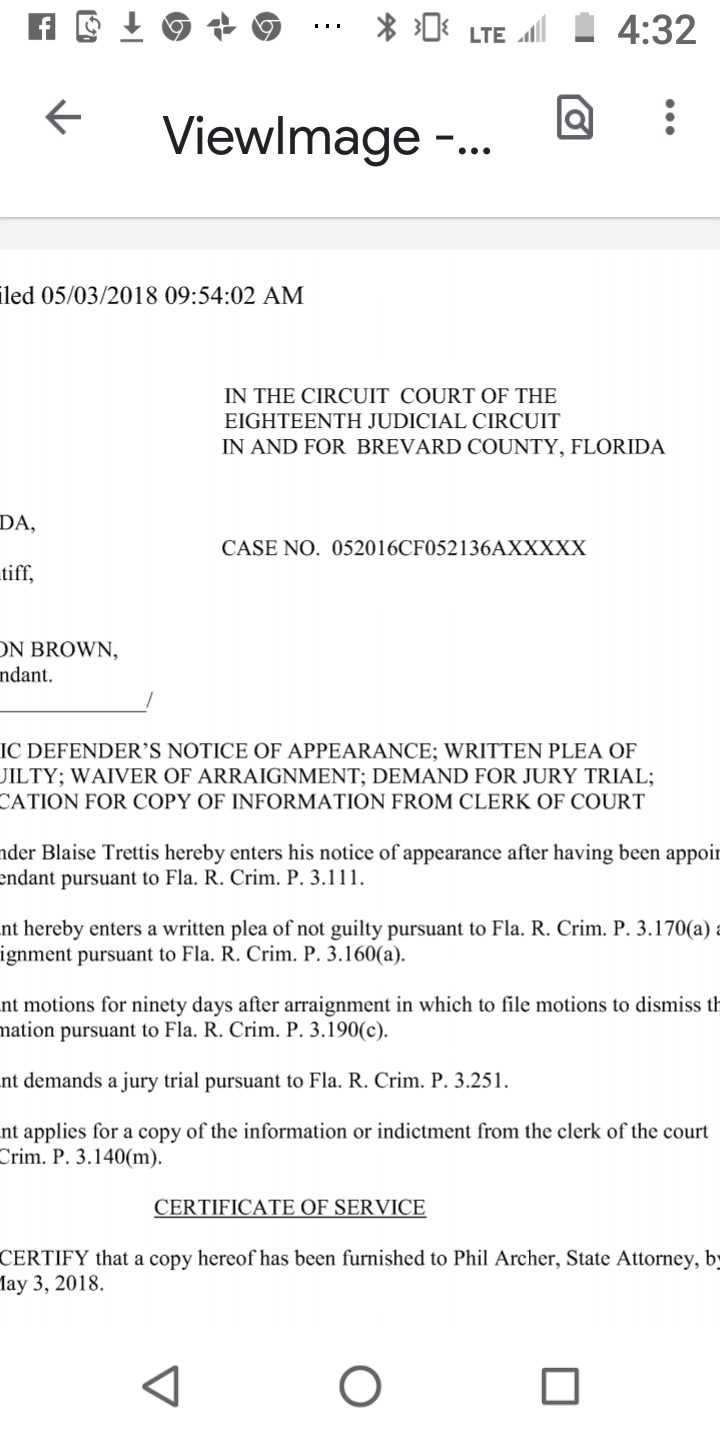 LTE 4:32
ViewImage -...
iled 05/03/2018 09:54:02 AM
IN THE CIRCUIT COURT OF THE
EIGHTEENTH JUDICIAL CIRCUIT
IN AND FOR BREVARD COUNTY, FLORIDA
DA,
CASE NO. 052016CF052136AXXXXX
tiff,
ON BROWN,
ndant.
/
IC DEFENDER'S NOTICE OF APPEARANCE; WRITTEN PLEA OF
UILTY; WAIVER OF ARRAIGNMENT; DEMAND FOR JURY TRIAL;
CATION FOR COPY OF INFORMATION FROM CLERK OF COURT
nder Blaise Trettis hereby enters his notice of appearance after having been appoin
endant pursuant to Fla. R. Crim. P. 3.111.
nt hereby enters a written plea of not guilty pursuant to Fla. R. Crim. P. 3.170(a) a
ignment pursuant to Fla. R. Crim. P. 3.160(a).
nt motions for ninety days after arraignment in which to file motions to dismiss th
mation pursuant to Fla. R. Crim. P. 3.190(c).
nt demands a jury trial pursuant to Fla. R. Crim. P. 3.251.
nt applies for a copy of the information or indictment from the clerk of the court
Crim. P. 3.140(m).
CERTIFICATE OF SERVICE
CERTIFY that a copy hereof has been furnished to Phil Archer, State Attorney, by
May 3, 2018.